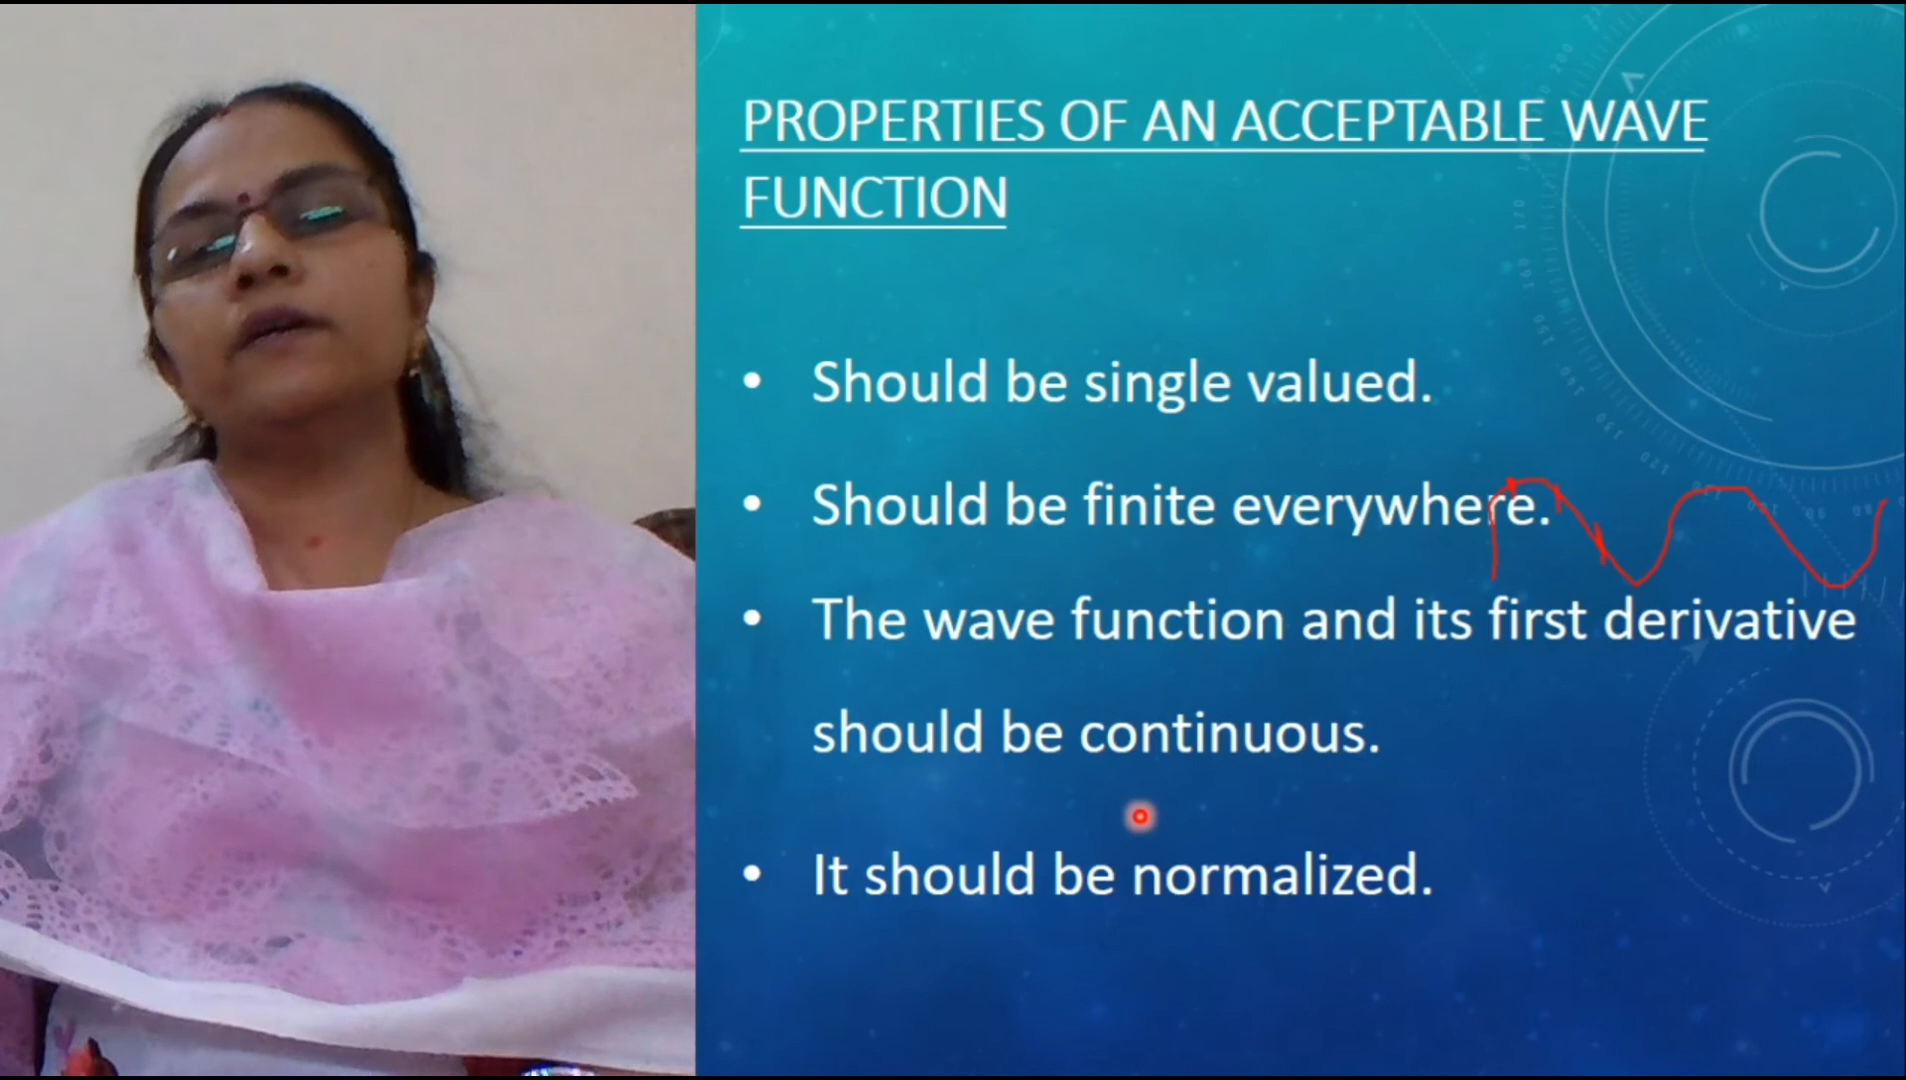 PROPERTIES OF AN ACCEPTABLE WAVE
FUNCTION
• Should be single valued.
• Should be finite everywhere.
• The wave function and its first derivative
should be continuous.
• It should be normalized.